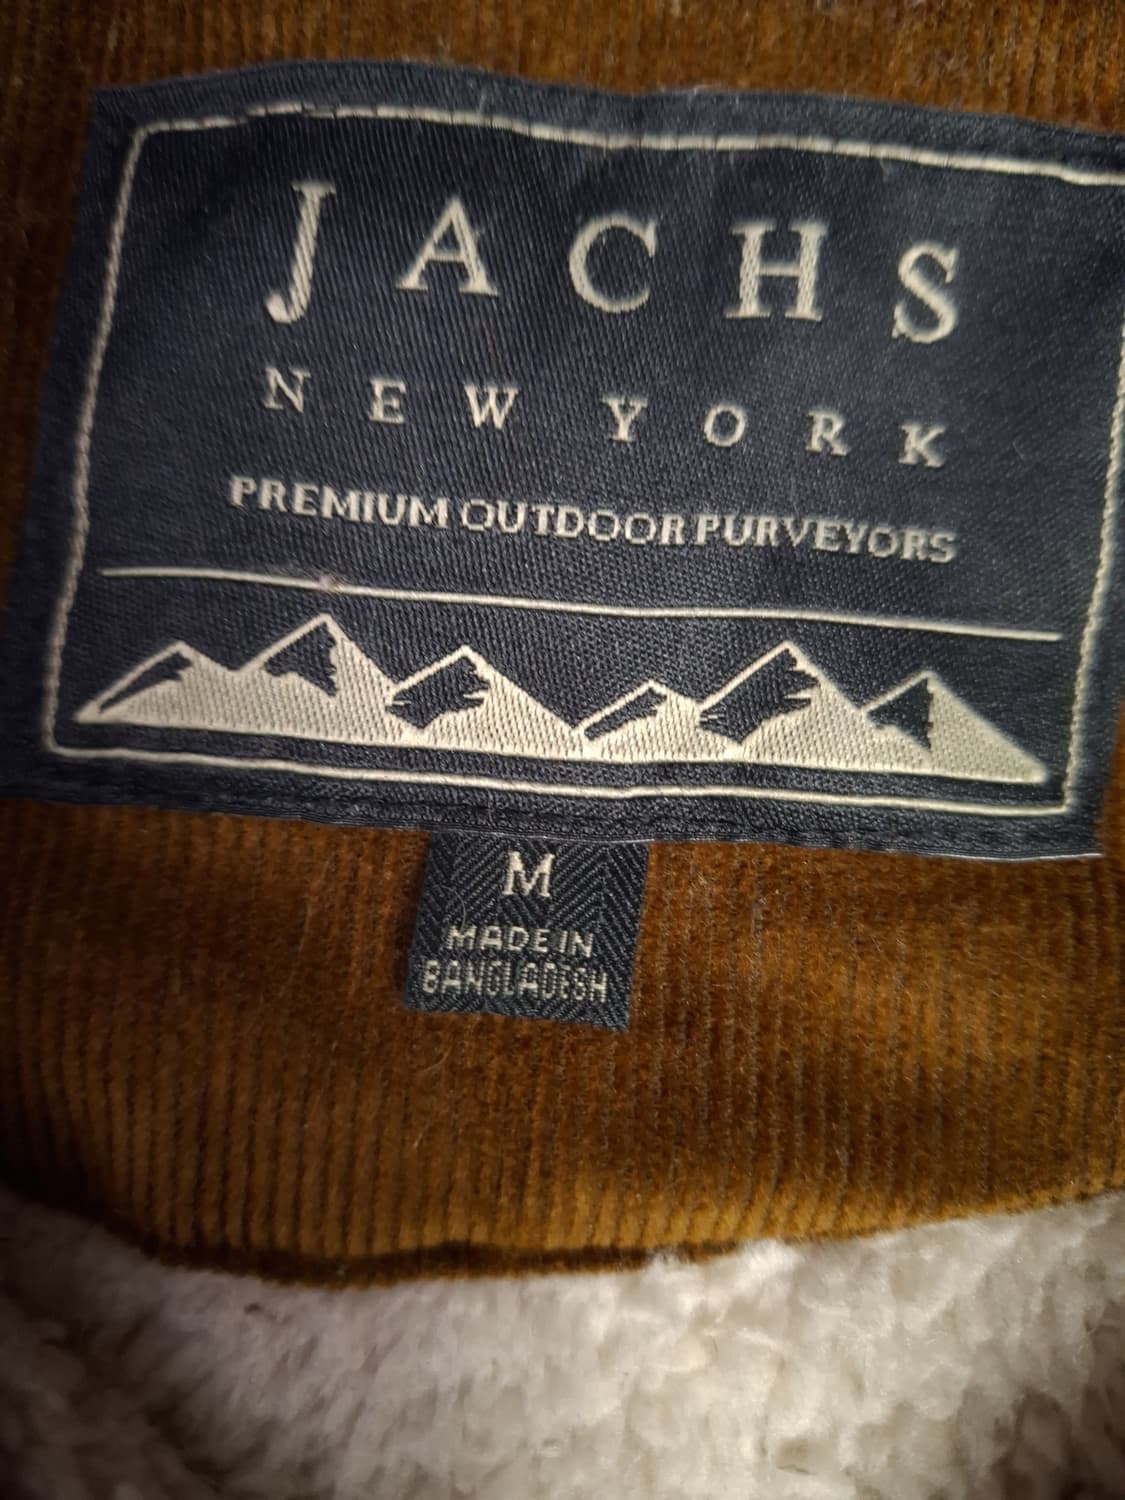 JACHS
NEW YORK
PREMIUM OUTDOOR PURVEYORS
M
MADE IN
BANGLADESH